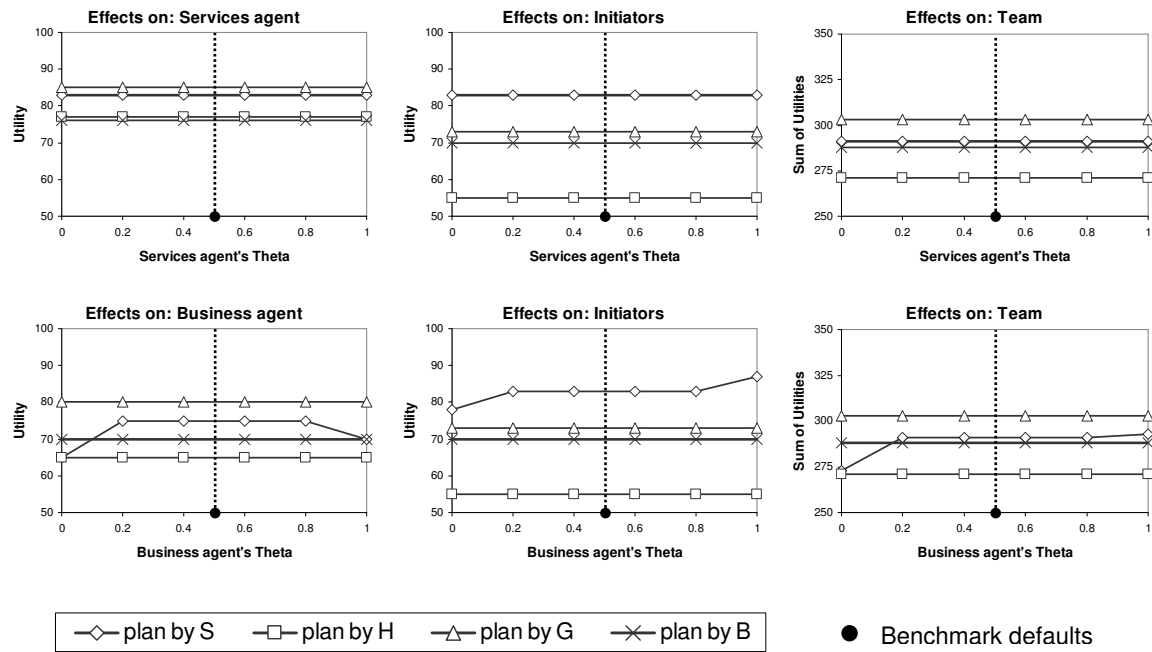 Effects on: Services agent
100
90
80
70
60
50
Utility
0 0.2 0.4 0.6 0.8 1
Services agent's Theta
Effects on: Initiators
100
90
80
70
60
50
Utility
0 0.2 0.4 0.6 0.8 1
Services agent's Theta
Effects on: Team
350
325
300
275
250
Sum of Utilities
0 0.2 0.4 0.6 0.8 1
Services agent's Theta
Effects on: Business agent
100
90
80
70
60
50
Utility
0 0.2 0.4 0.6 0.8 1
Business agent's Theta
Effects on: Initiators
100
90
80
70
60
50
Utility
0 0.2 0.4 0.6 0.8 1
Business agent's Theta
Effects on: Team
350
325
300
275
250
Sum of Utilities
0 0.2 0.4 0.6 0.8 1
Business agent's Theta
plan by S plan by H plan by G plan by B
Benchmark defaults